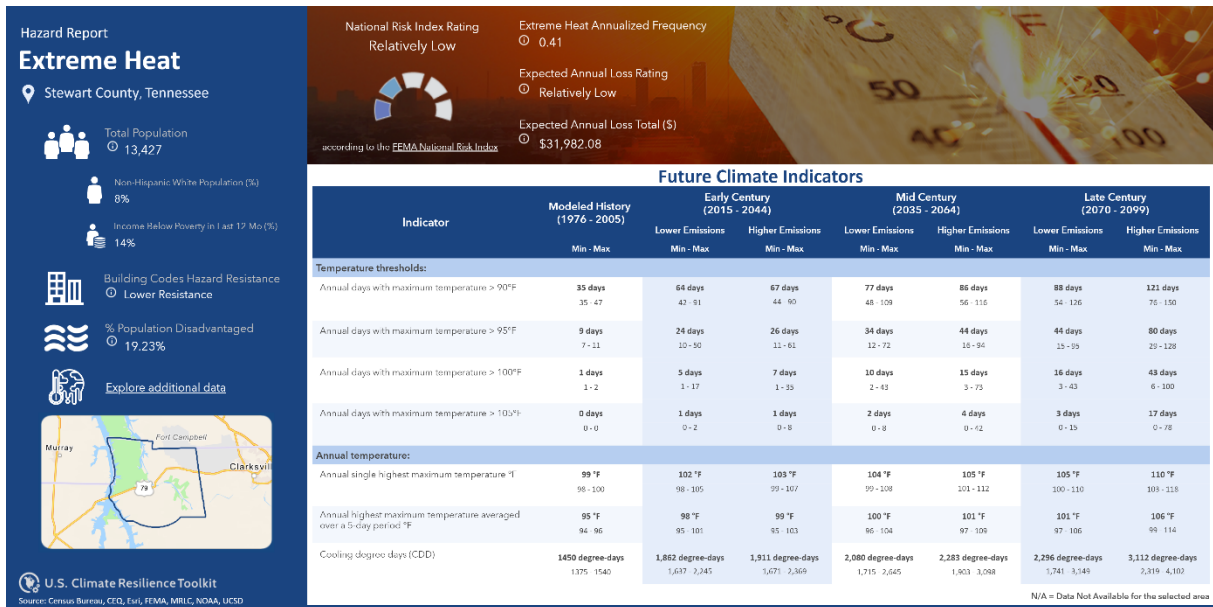 Hazard Report
Extreme Heat
Stewart County, Tennessee
Total Population
13,427
Non-Hispanic White Population (%)
8%
Income Below Poverty in Last 12 Mo (%)
14%
Building Codes Hazard Resistance
Lower Resistance
% Population Disadvantaged
19.23%
Explore additional data
Murray
Fort Campbell
Clarksvil
79
U.S. Climate Resilience Toolkit
Source: Census Bureau, CEQ, Esri, FEMA, MRLC, NOAA, UCSD
National Risk Index Rating
Relatively Low
according to the FEMA National Risk Index
Extreme Heat Annualized Frequency
0.41
Expected Annual Loss Rating
Relatively Low
Expected Annual Loss Total ($)
$31,982.08
°C °F
50 120
40 100
Future Climate Indicators
Indicator Modeled History (1976 - 2005) Early Century (2015 - 2044) Mid Century (2035 - 2064) Late Century (2070 - 2099)
Lower Emissions Higher Emissions Lower Emissions Higher Emissions Lower Emissions Higher Emissions
Min - Max Min - Max Min - Max Min - Max Min - Max Min - Max Min - Max
Temperature thresholds:
Annual days with maximum temperature > 90°F 35 days 64 days 67 days 77 days 86 days 88 days 121 days
35 - 47 42 - 91 44 - 90 48 - 109 56 - 116 54 - 126 76 - 150
Annual days with maximum temperature > 95°F 9 days 24 days 26 days 34 days 44 days 44 days 80 days
7 - 11 10 - 50 11 - 61 12 - 72 16 - 94 15 - 95 29 - 128
Annual days with maximum temperature > 100°F 1 days 5 days 7 days 10 days 15 days 16 days 43 days
1 - 2 1 - 17 1 - 35 2 - 43 3 - 73 3 - 43 6 - 100
Annual days with maximum temperature > 105°F 0 days 1 days 1 days 2 days 4 days 3 days 17 days
0 - 0 0 - 2 0 - 8 0 - 8 0 - 42 0 - 15 0 - 78
Annual temperature:
Annual single highest maximum temperature °F 99 °F 102 °F 103 °F 104 °F 105 °F 105 °F 110 °F
98 - 100 98 - 105 99 - 107 99 - 108 101 - 112 100 - 110 103 - 118
Annual highest maximum temperature averaged over a 5-day period °F 95 °F 98 °F 99 °F 100 °F 101 °F 101 °F 106 °F
94 - 96 95 - 101 95 - 103 96 - 104 97 - 109 97 - 106 99 - 114
Cooling degree days (CDD) 1450 degree-days 1,862 degree-days 1,911 degree-days 2,080 degree-days 2,283 degree-days 2,296 degree-days 3,112 degree-days
1375 - 1540 1,637 - 2,245 1,671 - 2,369 1,715 - 2,645 1,903 - 3,098 1,741 - 3,149 2,319 - 4,102
N/A = Data Not Available for the selected area